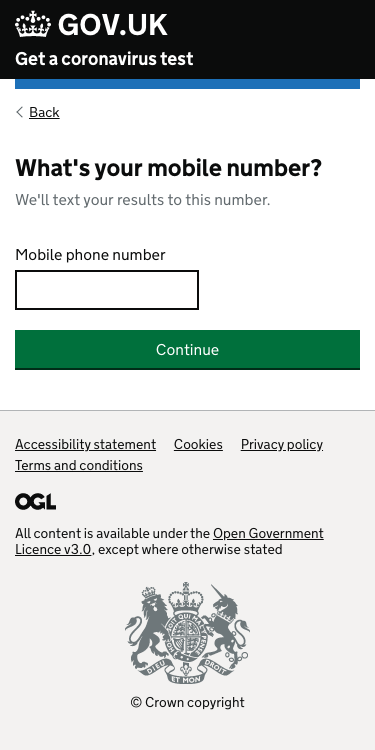 GOV.UK
Get a coronavirus test
Back
What's your mobile number?
We'll text your results to this number.
Mobile phone number
Continue
Accessibility statement Cookies Privacy policy
Terms and conditions
OGL
All content is available under the Open Government
Licence v3.0, except where otherwise stated
DIEU ET MON DROIT
© Crown copyright